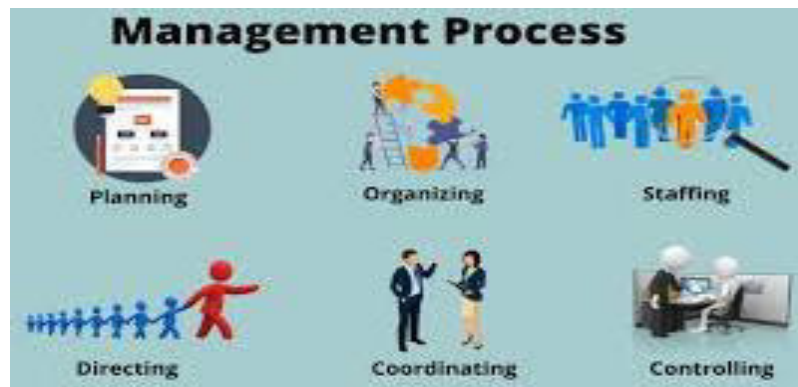 Management Process
Planning
Organizing
Staffing
Directing
Coordinating
Controlling